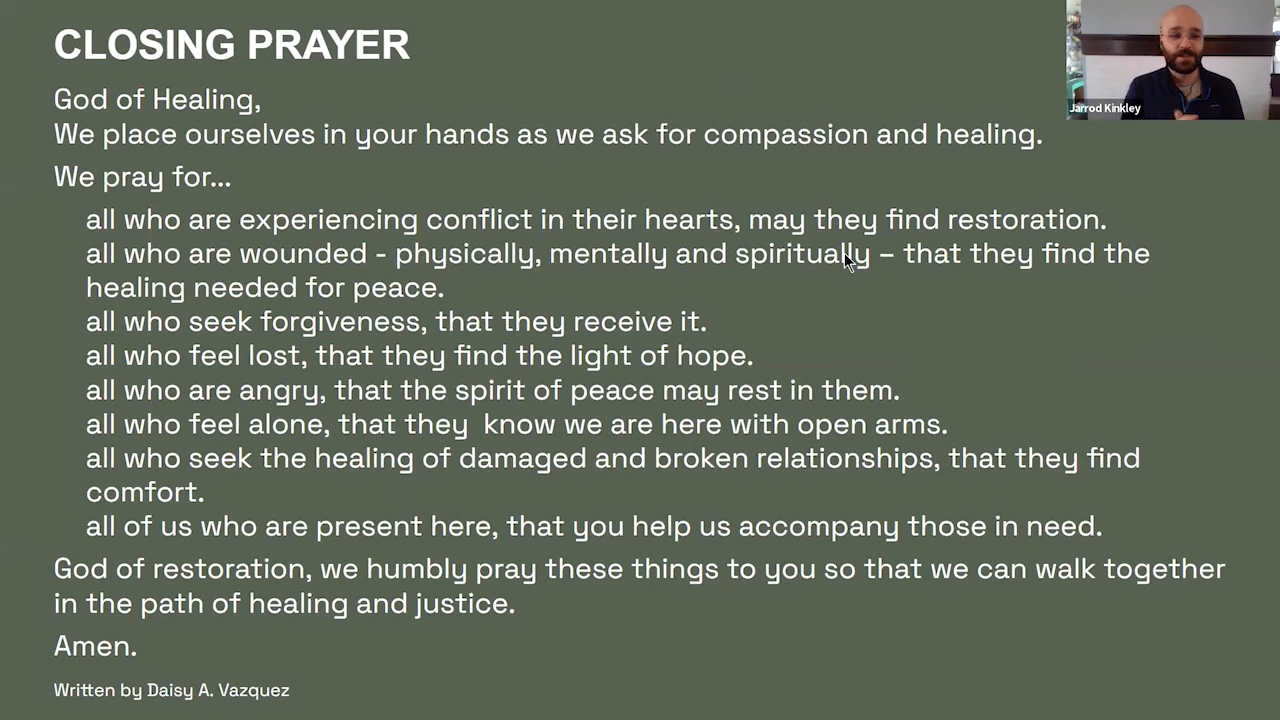 CLOSING PRAYER
God of Healing,
We place ourselves in your hands as we ask for compassion and healing.
We pray for...
all who are experiencing conflict in their hearts, may they find restoration.
all who are wounded - physically, mentally and spiritually – that they find the
healing needed for peace.
all who seek forgiveness, that they receive it.
all who feel lost, that they find the light of hope.
all who are angry, that the spirit of peace may rest in them.
all who feel alone, that they  know we are here with open arms.
all who seek the healing of damaged and broken relationships, that they find
comfort.
all of us who are present here, that you help us accompany those in need.
God of restoration, we humbly pray these things to you so that we can walk together
in the path of healing and justice.
Amen.
Written by Daisy A. Vazquez
Jarrod Kinkley